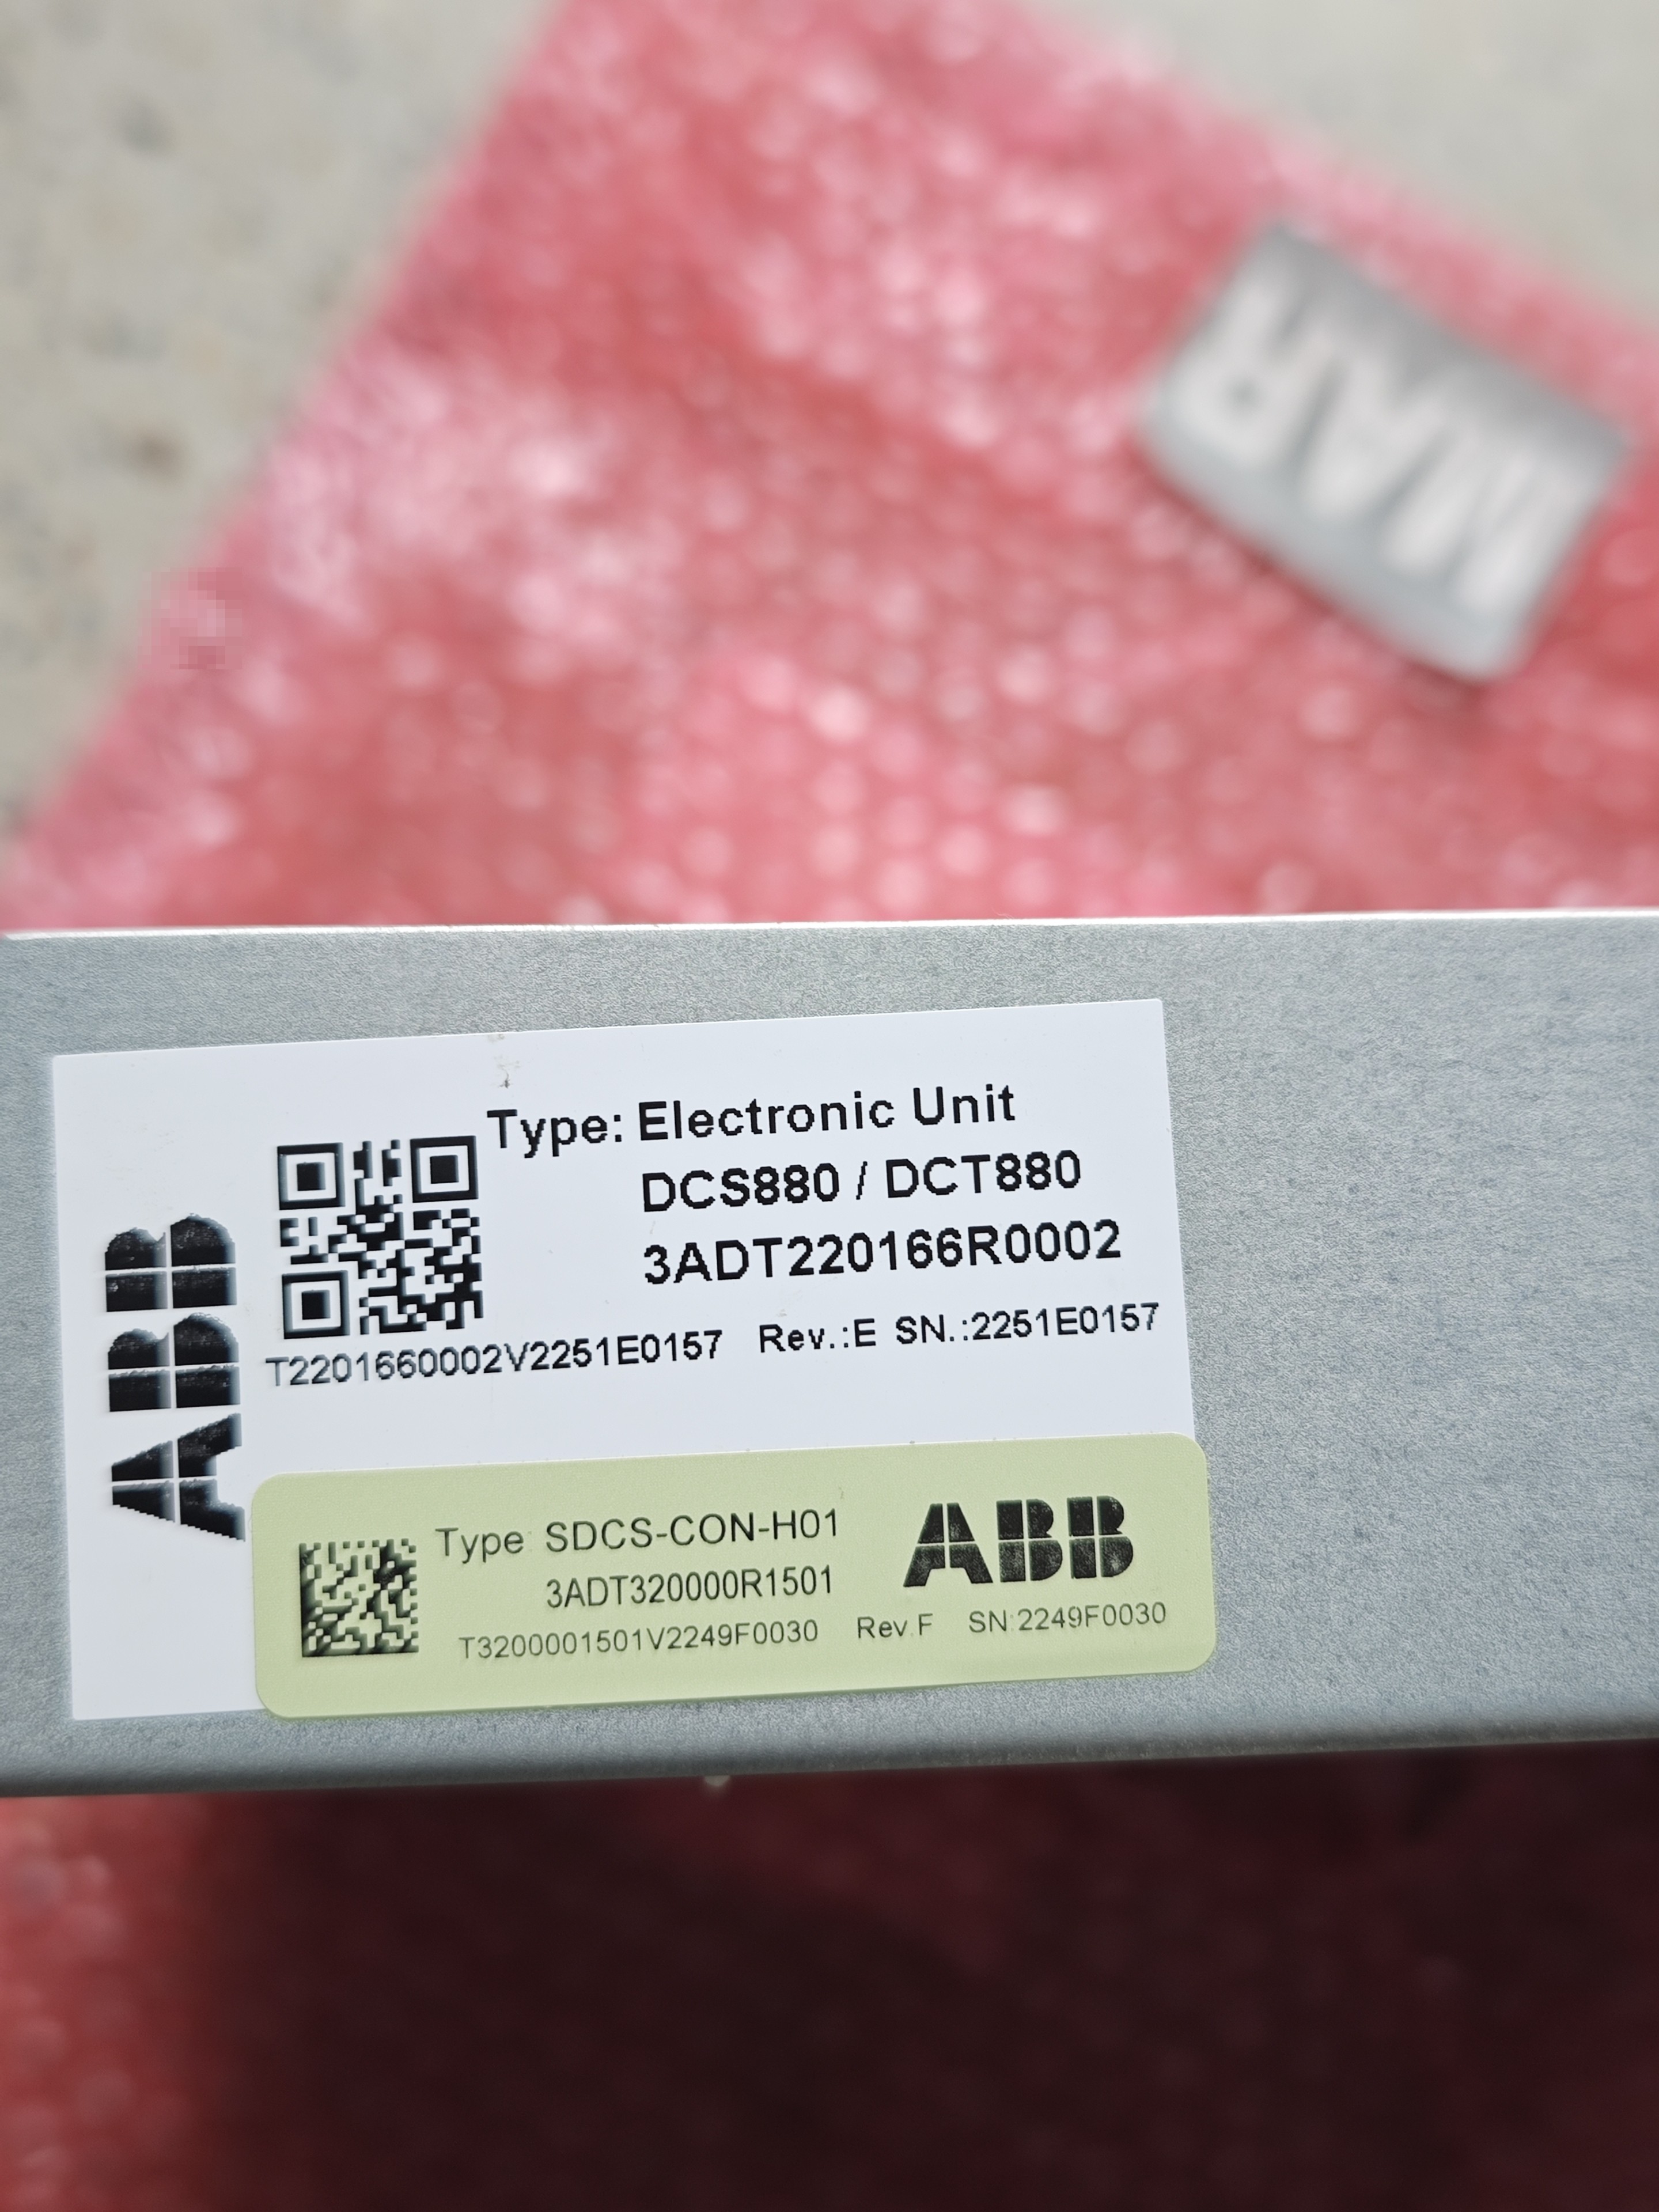 ABB
Type: Electronic Unit
DCS880 / DCT880
3ADT220166R0002
T2201660002V2251E0157 Rev.:E SN.:2251E0157
Type SDCS-CON-H01
3ADT320000R1501
ABB
T3200001501V2249F0030 Rev.F SN:2249F0030